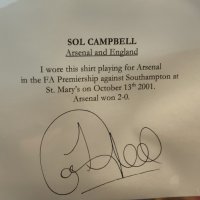 SOL CAMPBELL
Arsenal and England
I wore this shirt playing for Arsenal
in the FA Premiership against Southampton at
St. Mary's on October 13th 2001.
Arsenal won 2-0.